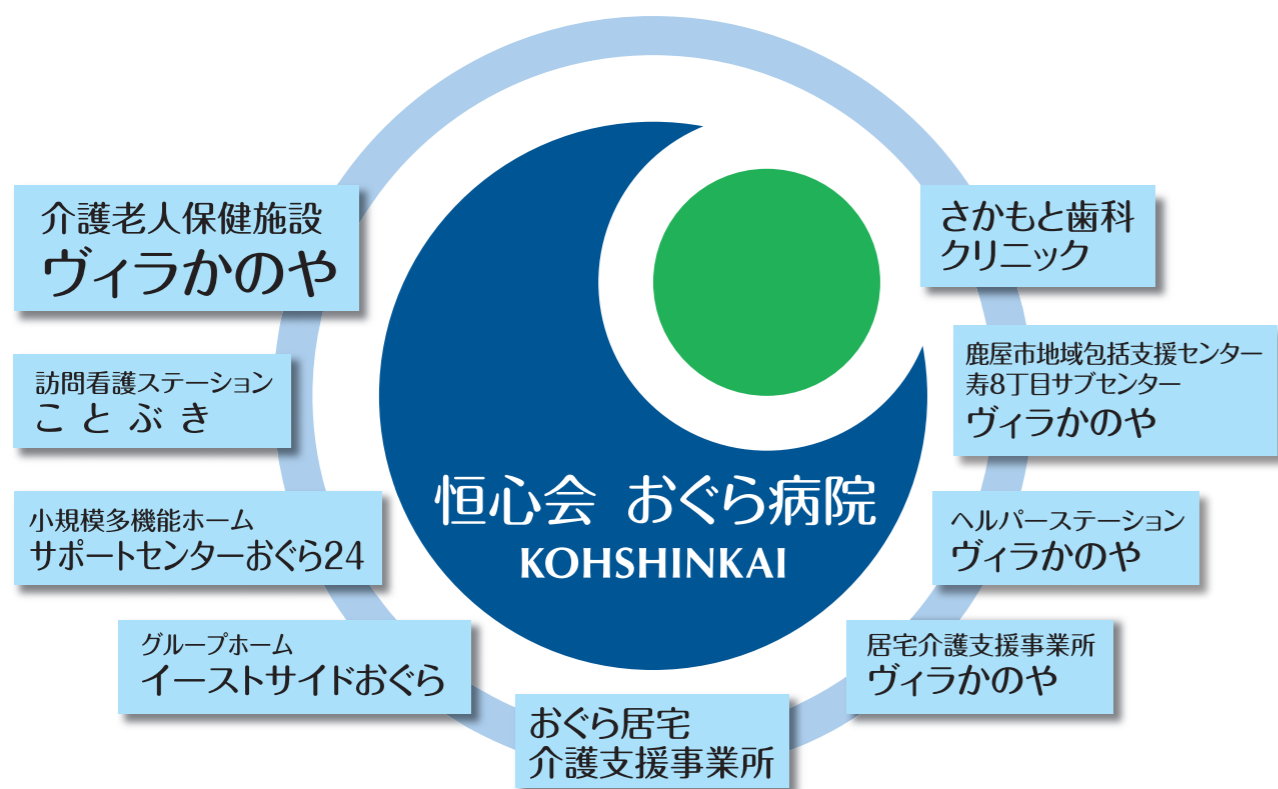 介護老人保健施設
ヴィラかのや
訪問看護ステーション
ことぶき
小規模多機能ホーム
サポートセンターおぐら24
グループホーム
イーストサイドおぐら
おぐら居宅
介護支援事業所
恒心会 おぐら病院
KOHSHINKAI
さかもと歯科
クリニック
鹿屋市地域包括支援センター
寿8丁目サブセンター
ヴィラかのや
ヘルパーステーション
ヴィラかのや
居宅介護支援事業所
ヴィラかのや